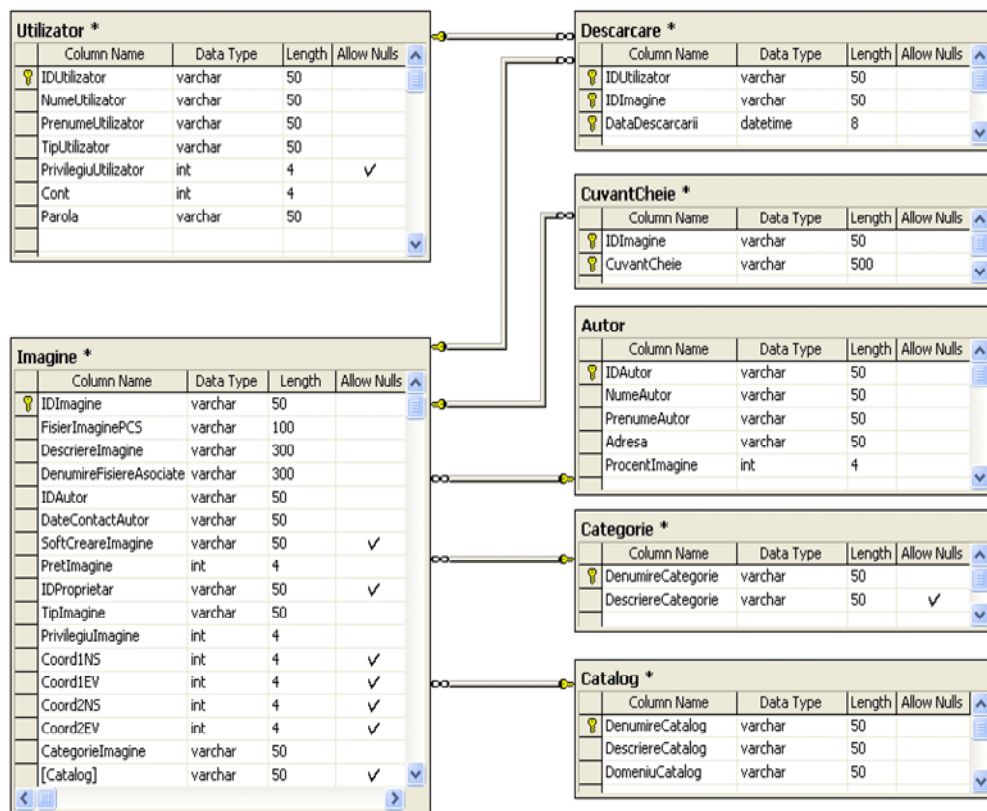 Utilizator *
Column Name Data Type Length Allow Nulls
IDUtilizator varchar 50
NumeUtilizator varchar 50
PrenumeUtilizator varchar 50
TipUtilizator varchar 50
PrivilegiuUtilizator int 4
Cont int 4
Parola varchar 50
Descarcare *
Column Name Data Type Length Allow Nulls
IDUtilizator varchar 50
IDImagine varchar 50
DataDescarcarii datetime 8
CuvantCheie *
Column Name Data Type Length Allow Nulls
IDImagine varchar 50
CuvantCheie varchar 500
Imagine *
Column Name Data Type Length Allow Nulls
IDImagine varchar 50
FisierImaginePCS varchar 100
DescriereImagine varchar 300
DenumireFisiereAsociate varchar 300
IDAutor varchar 50
DateContactAutor varchar 50
SoftCreareImagine varchar 50
PretImagine int 4
IDProprietar varchar 50
TipImagine varchar 50
PrivilegiuImagine int 4
Coord1NS int 4
Coord1EV int 4
Coord2NS int 4
Coord2EV int 4
CategorieImagine varchar 50
[Catalog] varchar 50
Autor
Column Name Data Type Length Allow Nulls
IDAutor varchar 50
NumeAutor varchar 50
PrenumeAutor varchar 50
Adresa varchar 50
ProcentImagine int 4
Categorie *
Column Name Data Type Length Allow Nulls
DenumireCategorie varchar 50
DescriereCategorie varchar 50
Catalog *
Column Name Data Type Length Allow Nulls
DenumireCatalog varchar 50
DescriereCatalog varchar 50
DomeniuCatalog varchar 50